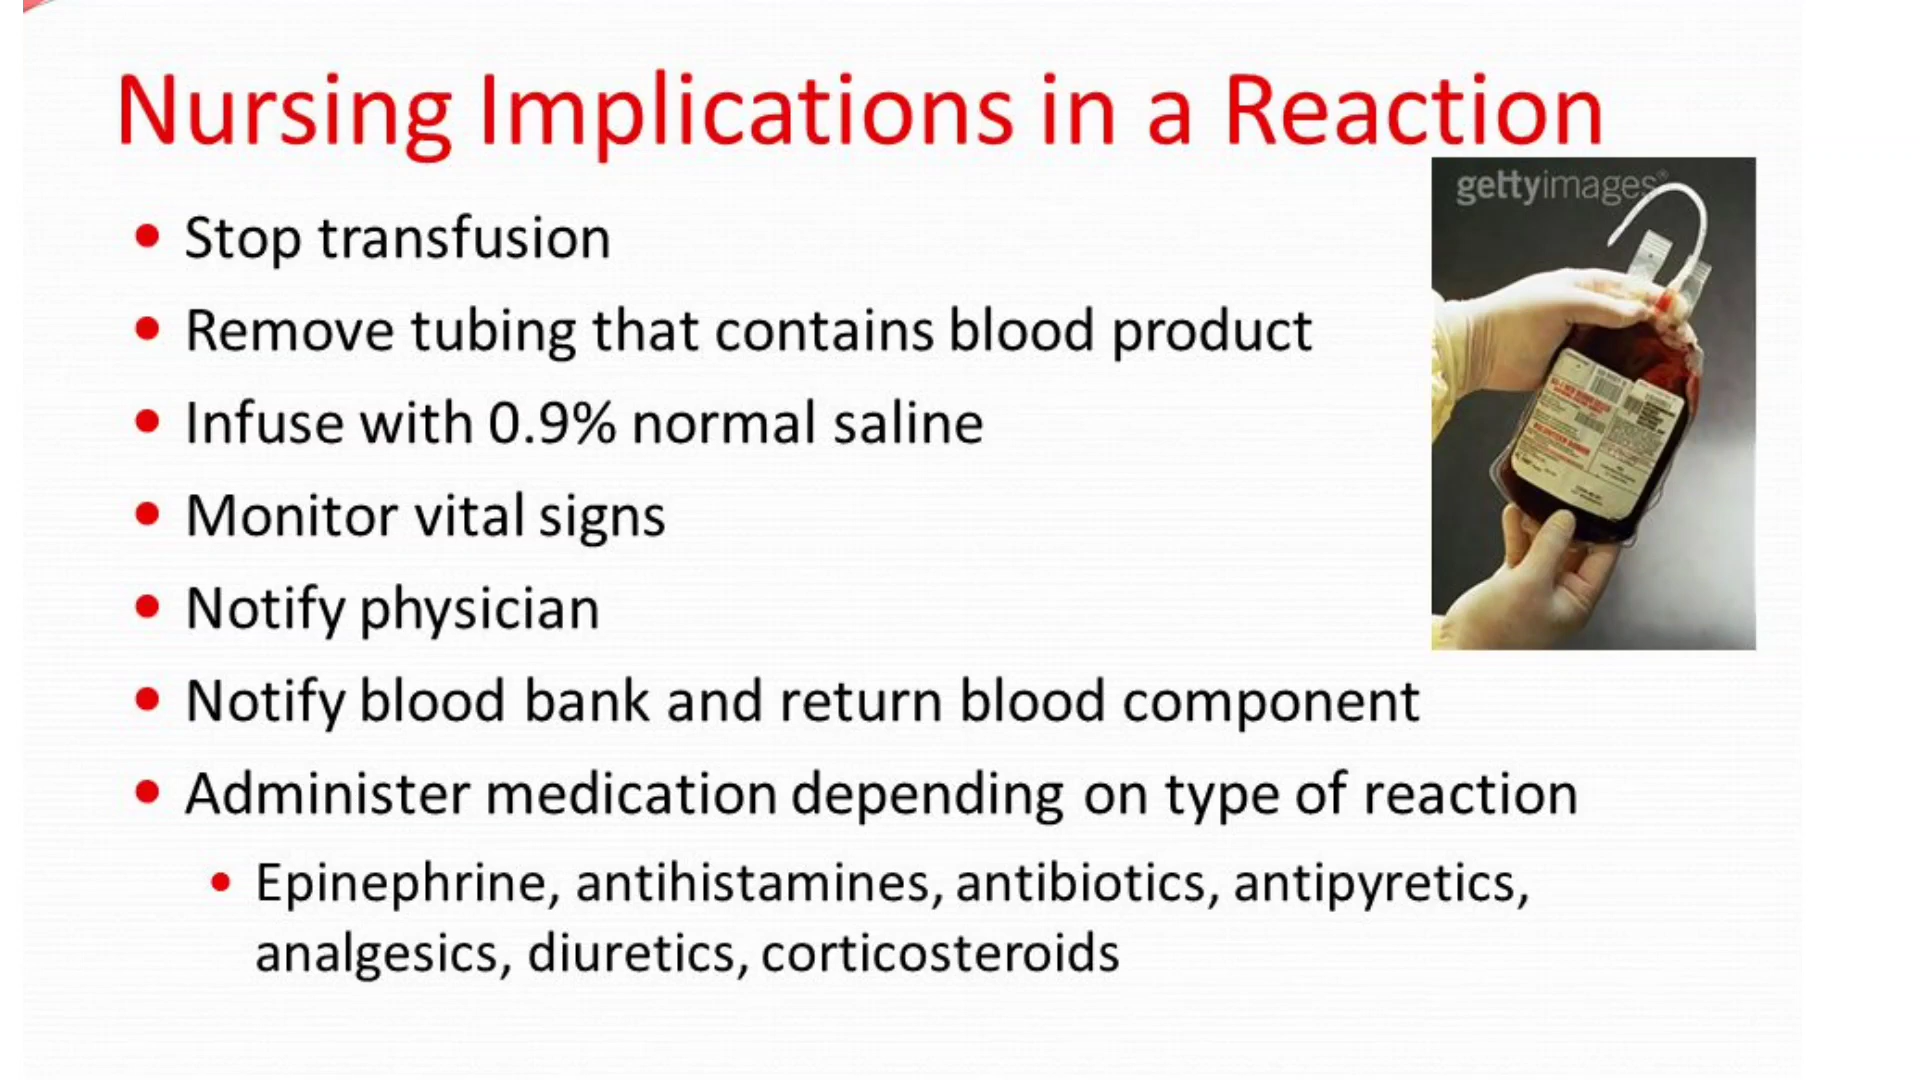 Nursing Implications in a Reaction
gettyimages®
• Stop transfusion
• Remove tubing that contains blood product
• Infuse with 0.9% normal saline
• Monitor vital signs
• Notify physician
• Notify blood bank and return blood component
• Administer medication depending on type of reaction
• Epinephrine, antihistamines, antibiotics, antipyretics,
analgesics, diuretics, corticosteroids